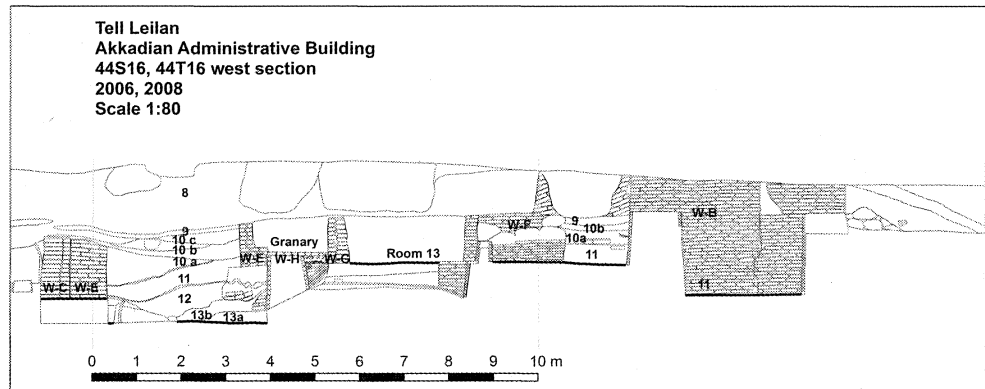 Tell Leilan
Akkadian Administrative Building
44S16, 44T16 west section
2006, 2008
Scale 1:80
8
9
10 c
10 b
10 a
11
12
13b 13a
W-C W-E
W-E
Granary
W-H
W-G
Room 13
W-F
9
10b
10a
11
W-B
11
0 1 2 3 4 5 6 7 8 9 10 m